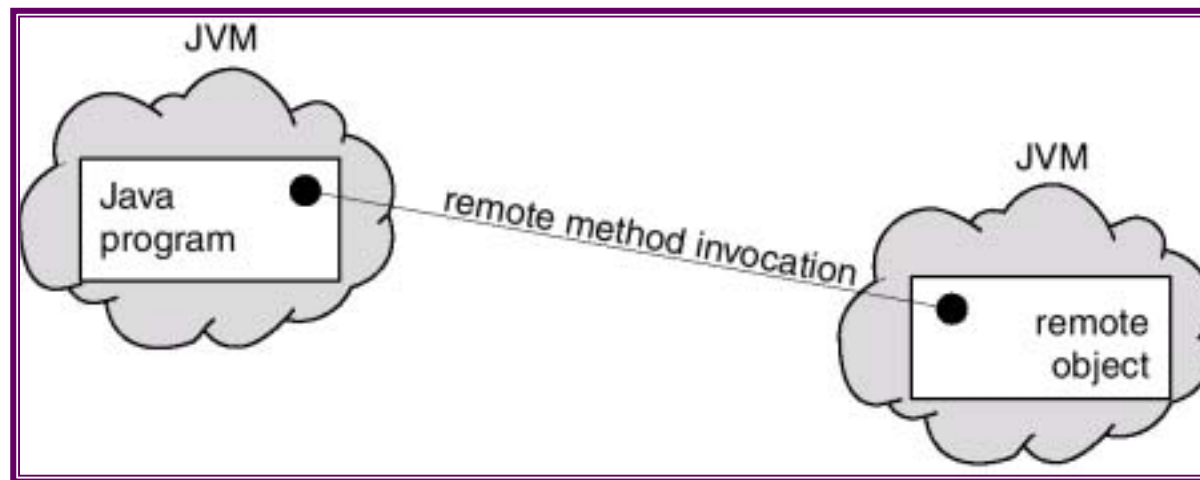 JVM
Java
program
remote method invocation
JVM
remote
object